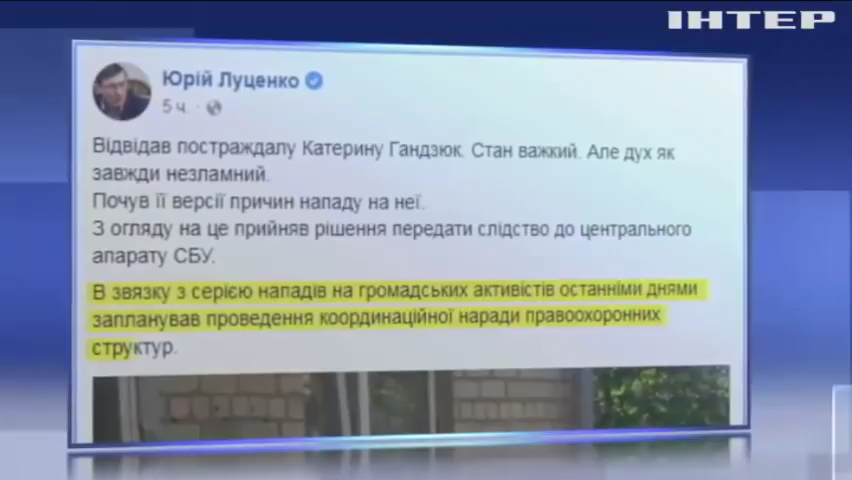 ІНТЕР
Юрій Луценко
5 ч. ·
Відвідав постраждалу Катерину Гандзюк. Стан важкий. Але дух як
завжди незламний.
Почув її версії причин нападу на неї.
З огляду на це прийняв рішення передати слідство до центрального
апарату СБУ.
В звязку з серією нападів на громадських активістів останніми днями
запланував проведення координаційної наради правоохоронних
структур.